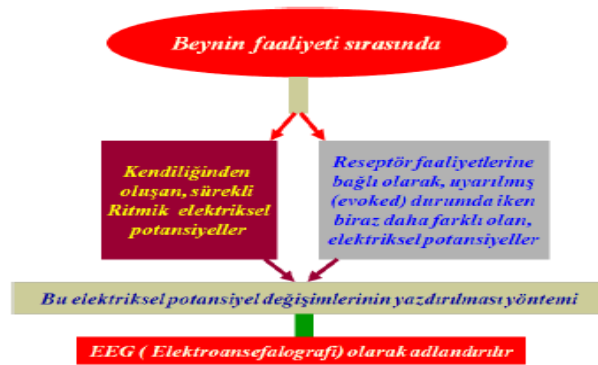 Beynin faaliyeti sırasında
Kendiliğinden
oluşan, sürekli
Ritmik elektriksel
potansiyeller
Reseptör faaliyetlerine
bağlı olarak, uyarılmış
(evoked) durumda iken
biraz daha farklı olan,
elektriksel potansiyeller
Bu elektriksel potansiyel değişimlerinin yazdırılması yöntemi
EEG ( Elektroansefalografi) olarak adlandırılır